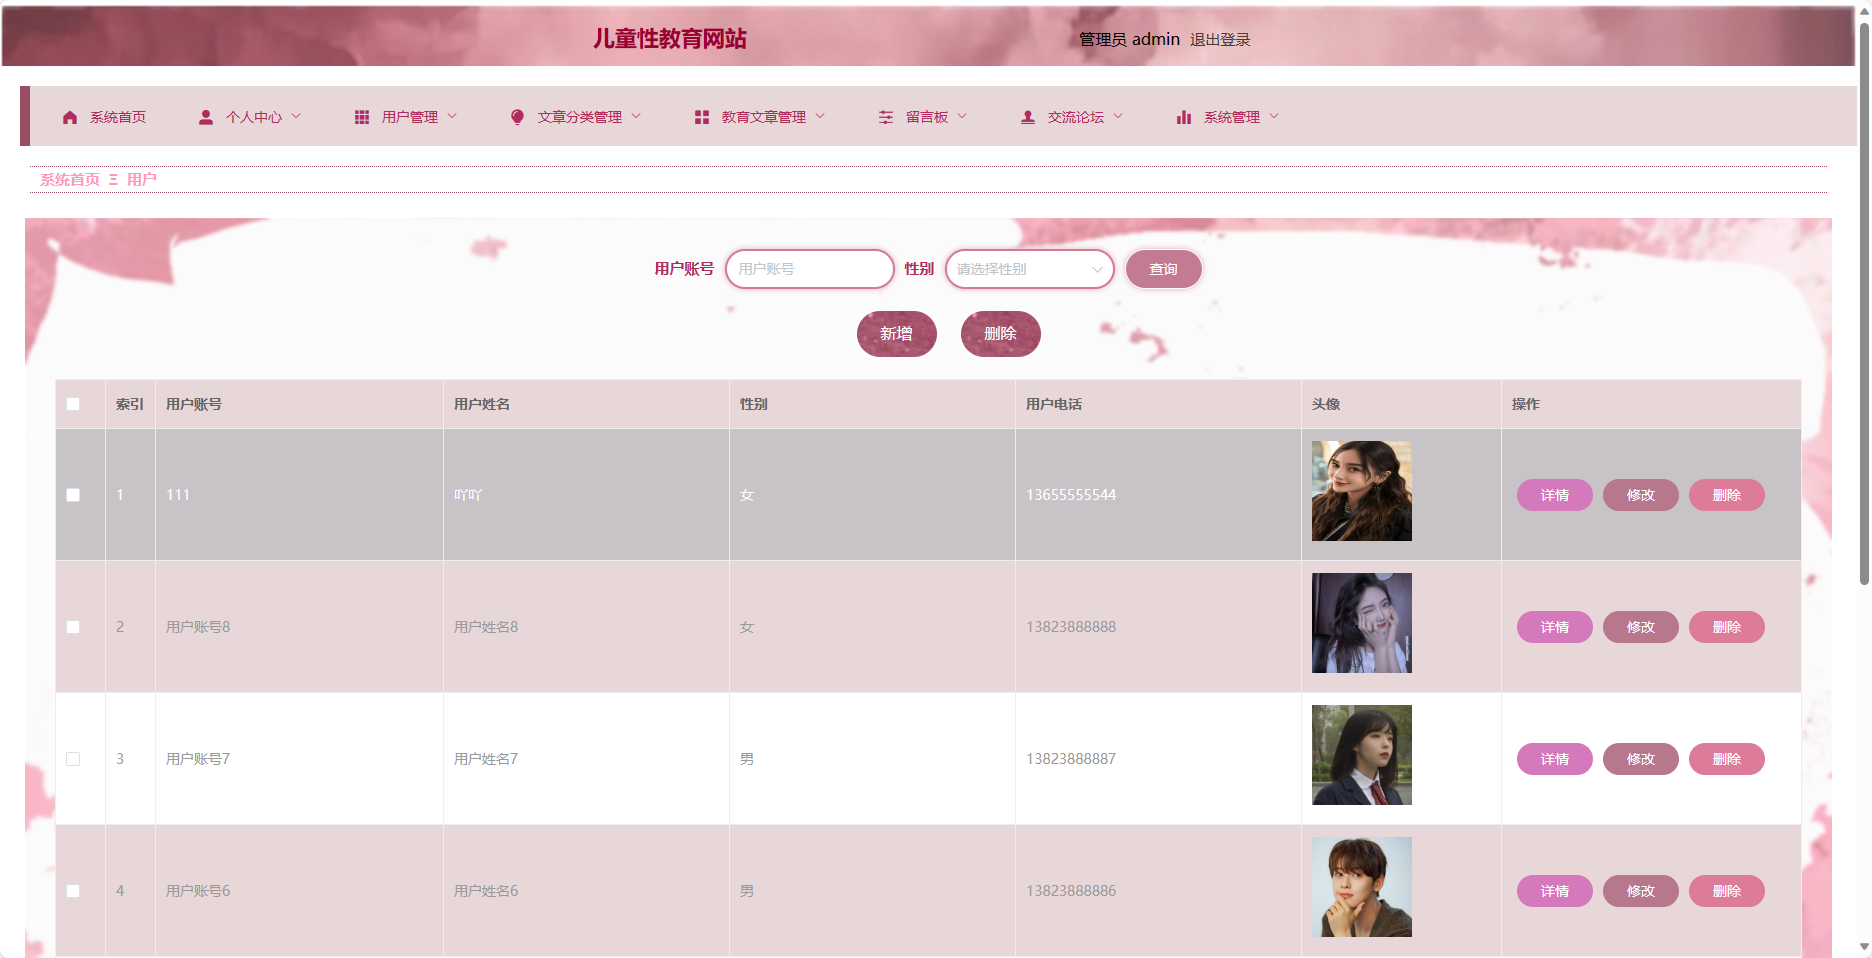 儿童性教育网站
管理员 admin 退出登录
系统首页 个人中心 用户管理 文章分类管理 教育文章管理 留言板 交流论坛 系统管理
系统首页 Ξ 用户
用户账号 用户账号 性别 请选择性别 查询
新增 删除
索引 用户账号 用户姓名 性别 用户电话 头像 操作
1 111 吖吖 女 13655555544 详情 修改 删除
2 用户账号8 用户姓名8 女 13823888888 详情 修改 删除
3 用户账号7 用户姓名7 男 13823888887 详情 修改 删除
4 用户账号6 用户姓名6 男 13823888886 详情 修改 删除